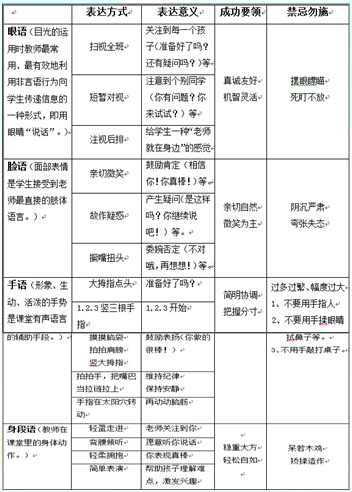 表达方式 表达意义 成功要领 禁忌勿施
眼语（目光的运
用时教师最常
用、最有效地利
用非言语行为向
学生传递信息的
一种形式，即用
眼睛“说话”。）
扫视全班
关注到每一个孩
子（准备好了吗？
还有疑问吗？）等
短暂对视
注意到个别同学
（你有问题？你
来试试？）等
注视后排
给学生一种“老师
就在身边”的感觉
真诚友好
机智灵活
死盯不放
脸语（面部表情
是学生接受到老
师最直接的肢体
语言。）
亲切微笑
鼓励肯定（相信
你！你真棒！）等
故作疑惑
产生疑问（是这样
吗？你继续说
吧！）等。
撅嘴扭头
委婉否定（不对
哦，再想想！）等
亲切自然
微笑为主
阴沉严肃
夸张失态
手语（形象、生
动、活泼的手势
是课堂有声语言
的辅助手段。）
大拇指点头
准备好了吗？
1.2.3 竖三根手
指
1.2.3 开始
摸摸脑袋
拍拍肩膀
竖大拇指
鼓励表扬（你做的
很棒！）
拍拍手，把嘴巴
当拉链拉上
维持纪律
保持安静
手指在太阳穴转
动
再动动脑筋
简明协调
把握分寸
过多过繁、幅度过大
1、不要用手指人
2、不要用手揉眼睛
拭鼻子等。
3、不用手敲打桌子
身段语（教师在
课堂里的身体动
作。）
轻盈走进
老师关注到你
弯腰倾听
愿意听你说话
轻柔拥抱
你表现真棒
简单表演
帮助孩子理解难
点，激发兴趣
稳重大方
轻松自如
呆若木鸡
矫揉造作